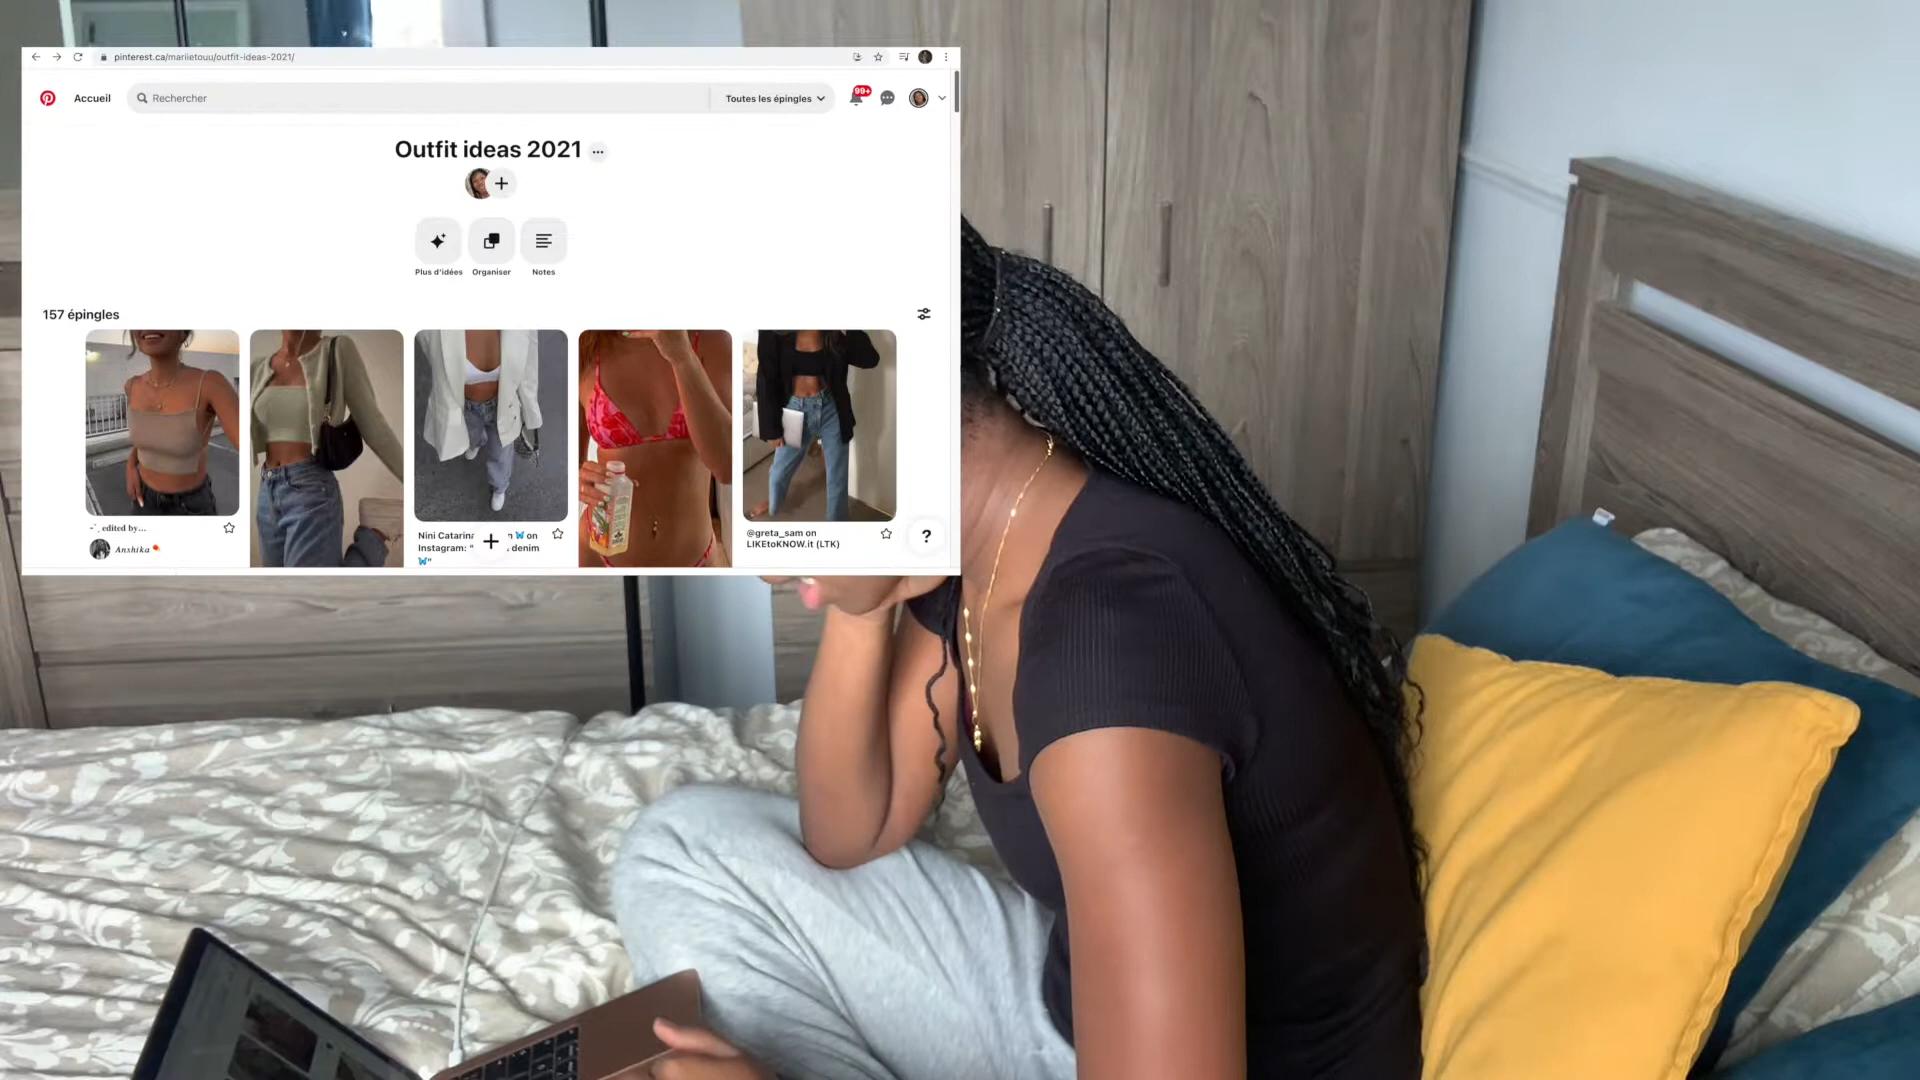 pinterest.ca/mariietouu/outfit-ideas-2021/
Accueil
Rechercher
Toutes les épingles
99+
Outfit ideas 2021
Plus d'idées
Organiser
Notes
157 épingles
edited by...
Anxhika
Nini Catarina
on
Instagram: "
denim
"
@greta_sam on
LIKEtoKNOW.it (LTK)
?